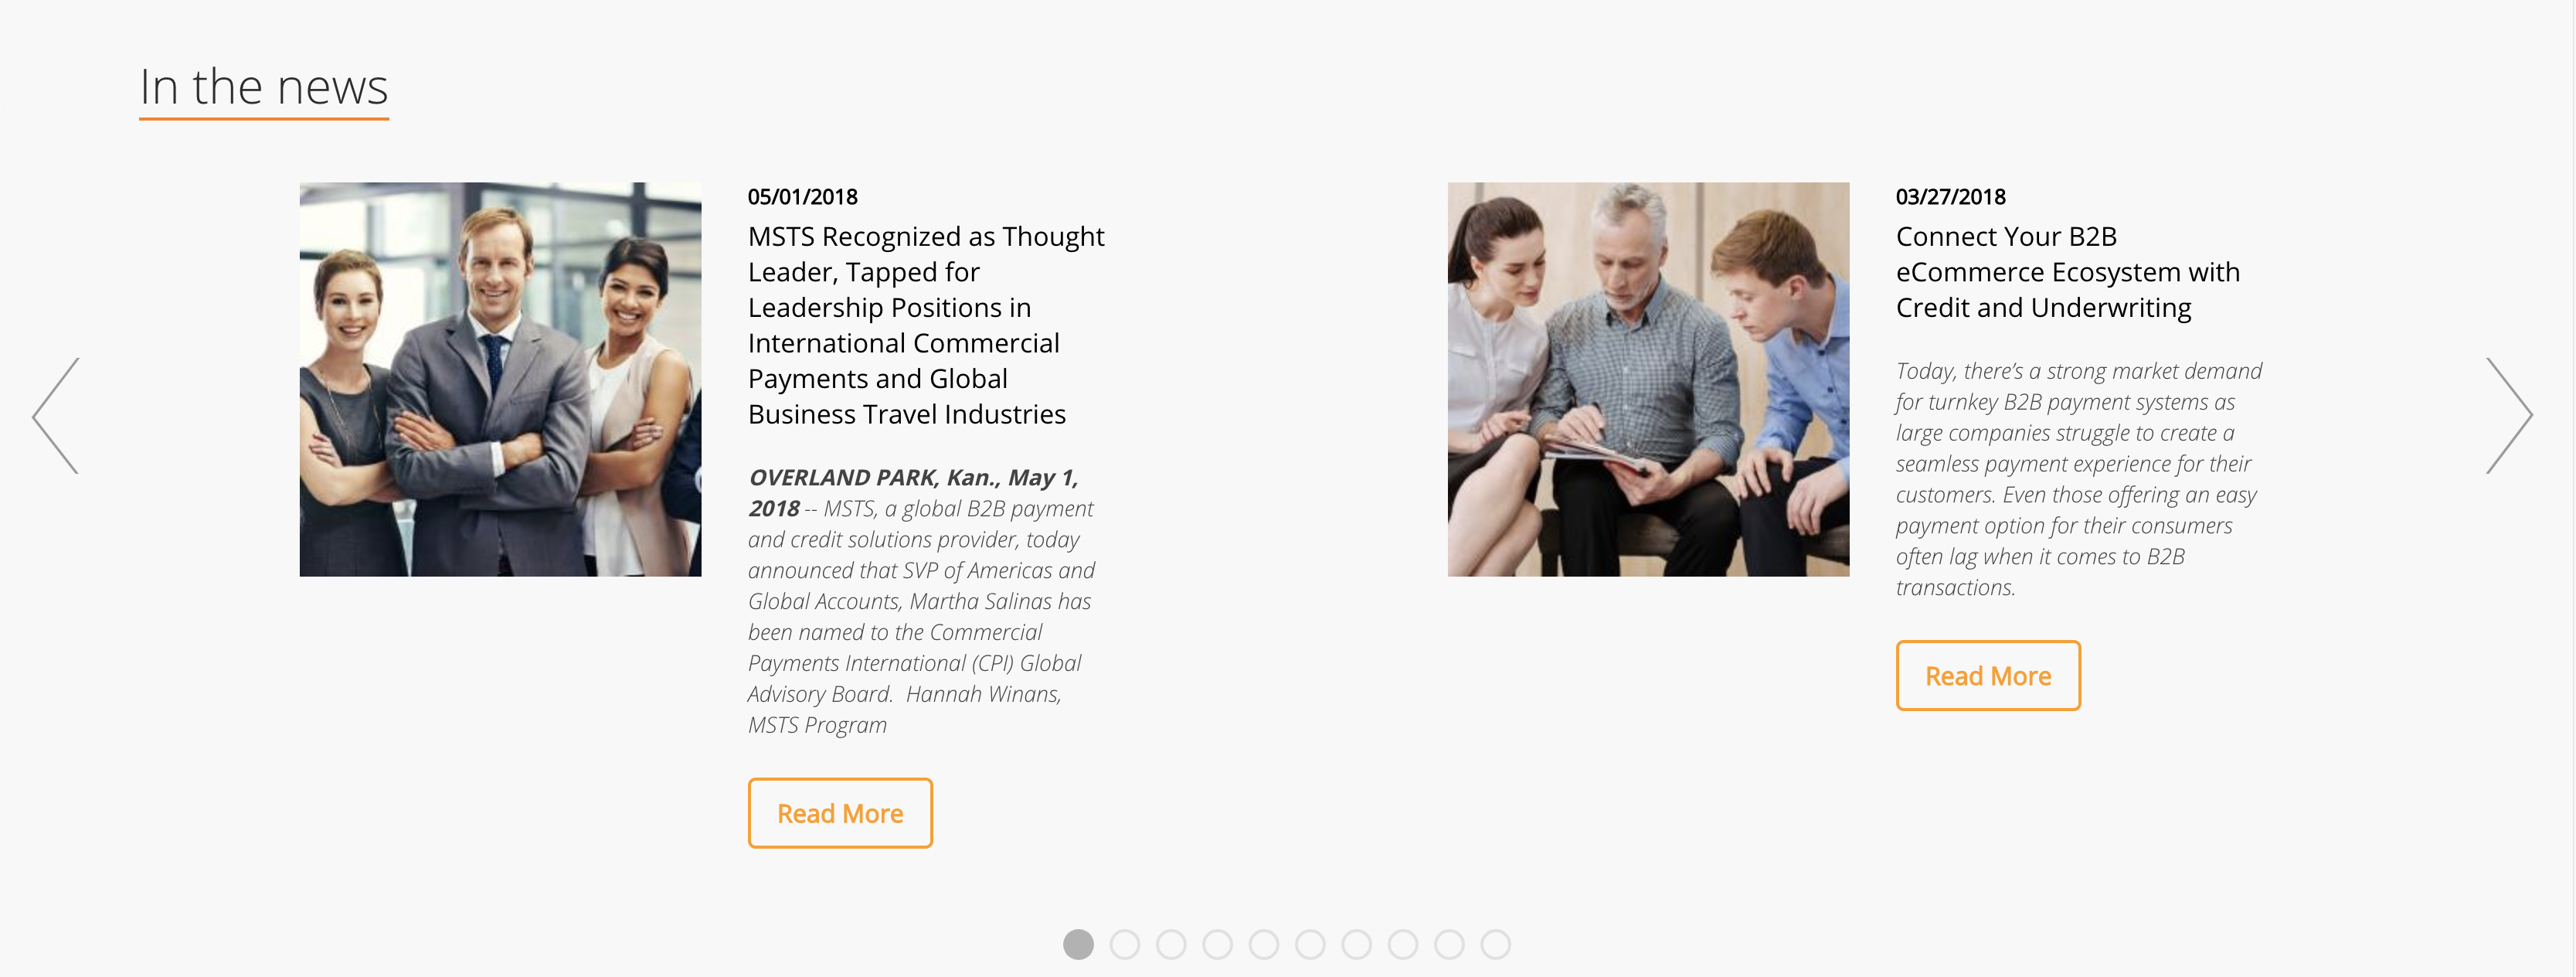 In the news
05/01/2018
MSTS Recognized as Thought
Leader, Tapped for
Leadership Positions in
International Commercial
Payments and Global
Business Travel Industries
OVERLAND PARK, Kan., May 1,
2018 -- MSTS, a global B2B payment
and credit solutions provider, today
announced that SVP of Americas and
Global Accounts, Martha Salinas has
been named to the Commercial
Payments International (CPI) Global
Advisory Board.  Hannah Winans,
MSTS Program
Read More
03/27/2018
Connect Your B2B
eCommerce Ecosystem with
Credit and Underwriting
Today, there’s a strong market demand
for turnkey B2B payment systems as
large companies struggle to create a
seamless payment experience for their
customers. Even those offering an easy
payment option for their consumers
often lag when it comes to B2B
transactions.
Read More